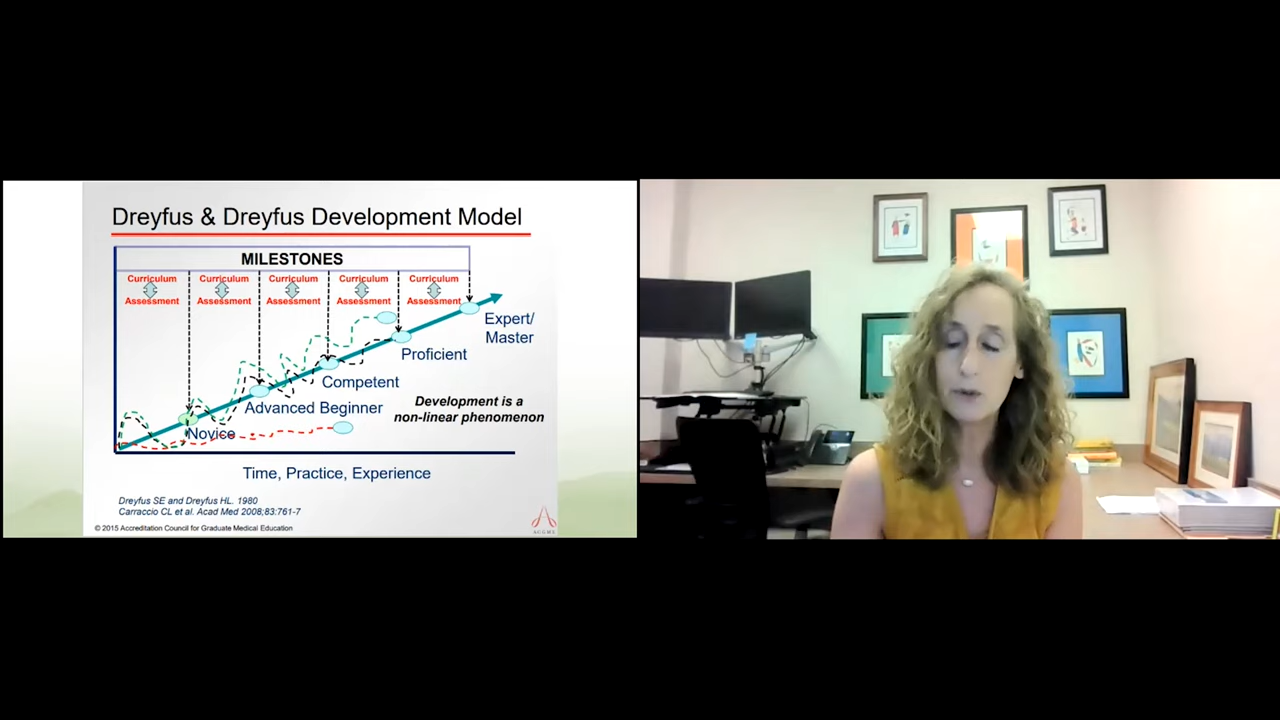 Dreyfus & Dreyfus Development Model
MILESTONES
Curriculum Curriculum Curriculum Curriculum Curriculum
Assessment Assessment Assessment Assessment Assessment
Expert/
Master
Proficient
Competent
Advanced Beginner
Novice
Development is a
non-linear phenomenon
Time, Practice, Experience
Dreyfus SE and Dreyfus HL. 1980
Carraccio CL et al. Acad Med 2008;83:761-7
© 2015 Accreditation Council for Graduate Medical Education
ACGME